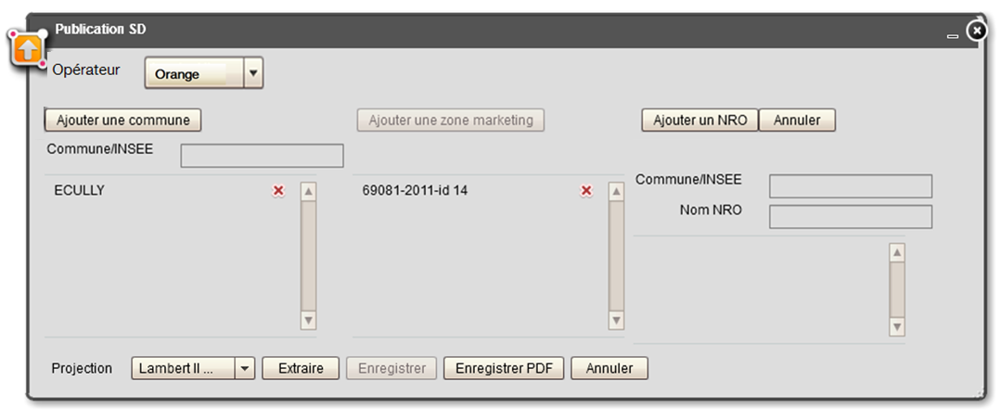 Publication SD
Opérateur Orange
Ajouter une commune Ajouter une zone marketing Ajouter un NRO Annuler
Commune/INSEE
Commune/INSEE
ECULLY 69081-2011-id 14
Nom NRO
Projection Lambert II ... Extraire Enregistrer Enregistrer PDF Annuler